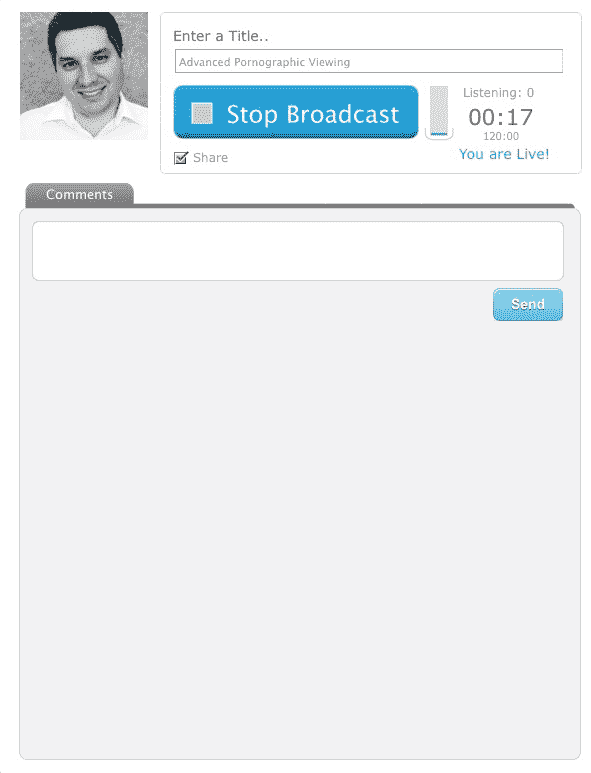 Enter a Title..
Advanced Pornographic Viewing
Stop Broadcast
Listening: 0
00:17
120:00
You are Live!
Share
Comments
Send